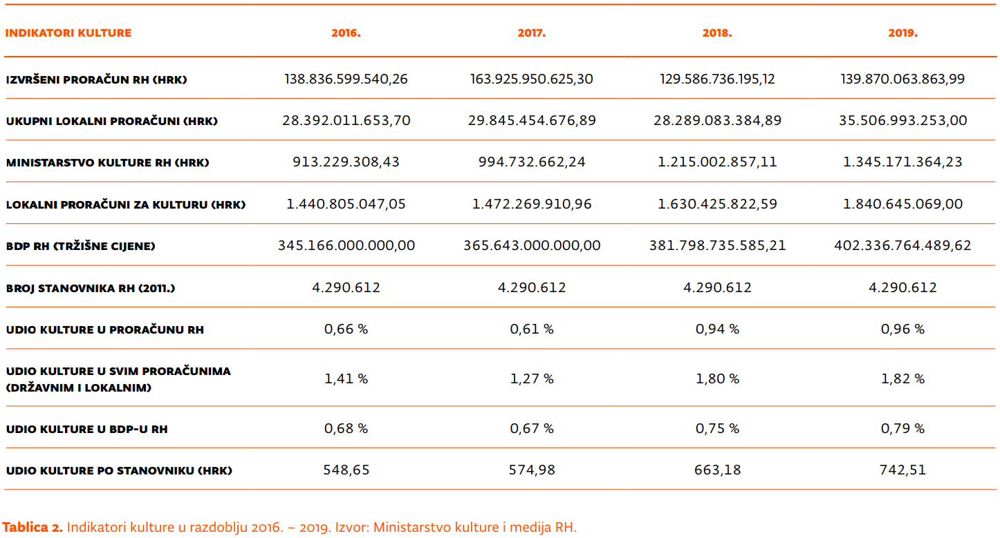 INDIKATORI KULTURE 2016. 2017. 2018. 2019.
IZVRŠENI PRORAČUN RH (HRK) 138.836.599.540,26 163.925.950.625,30 129.586.736.195,12 139.870.063.863,99
UKUPNI LOKALNI PRORAČUNI (HRK) 28.392.011.653,70 29.845.454.676,89 28.289.083.384,89 35.506.993.253,00
MINISTARSTVO KULTURE RH (HRK) 913.229.308,43 994.732.662,24 1.215.002.857,11 1.345.171.364,23
LOKALNI PRORAČUNI ZA KULTURU (HRK) 1.440.805.047,05 1.472.269.910,96 1.630.425.822,59 1.840.645.069,00
BDP RH (TRŽIŠNE CIJENE) 345.166.000.000,00 365.643.000.000,00 381.798.735.585,21 402.336.764.489,62
BROJ STANOVNIKA RH (2011.) 4.290.612 4.290.612 4.290.612 4.290.612
UDIO KULTURE U PRORAČUNU RH 0,66 % 0,61 % 0,94 % 0,96 %
UDIO KULTURE U SVIM PRORAČUNIMA
(DRŽAVNIM I LOKALNIM) 1,41 % 1,27 % 1,80 % 1,82 %
UDIO KULTURE U BDP-U RH 0,68 % 0,67 % 0,75 % 0,79 %
UDIO KULTURE PO STANOVNIKU (HRK) 548,65 574,98 663,18 742,51
Tablica 2. Indikatori kulture u razdoblju 2016. – 2019. Izvor: Ministarstvo kulture i medija RH.